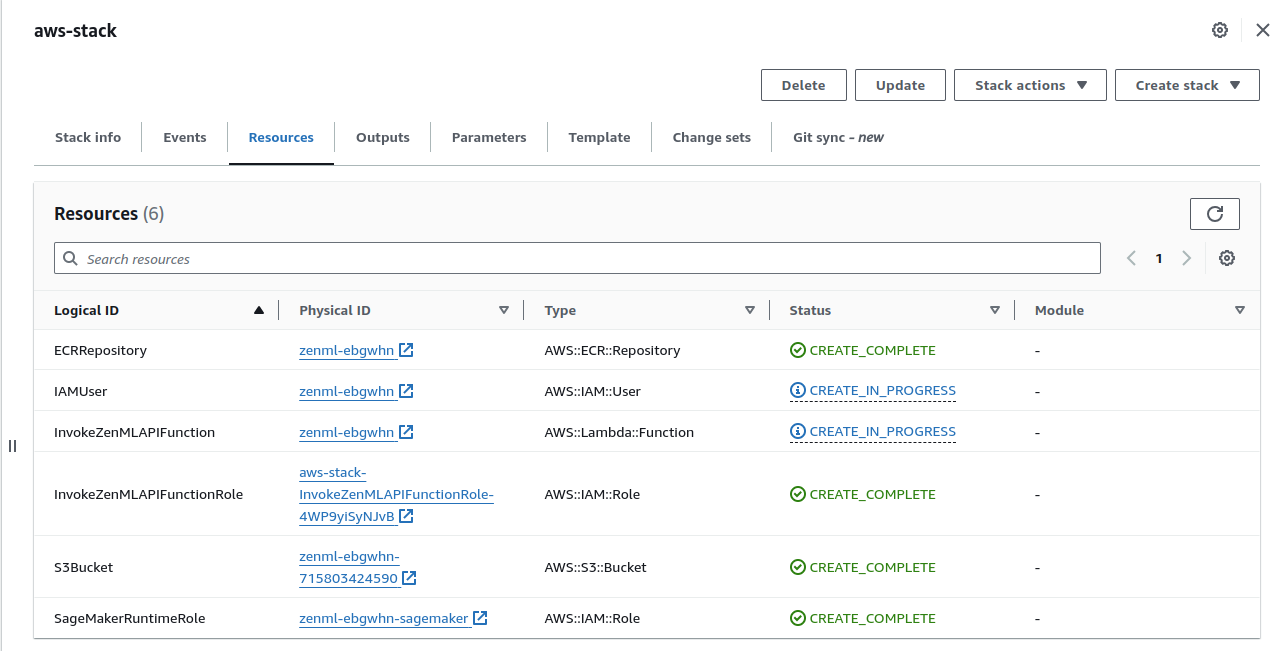 aws-stack
Delete Update Stack actions Create stack
Stack info Events Resources Outputs Parameters Template Change sets Git sync - new
Resources (6)
Search resources
1
Logical ID Physical ID Type Status Module
ECRRepository zenml-ebgwhn AWS::ECR::Repository CREATE_COMPLETE -
IAMUser zenml-ebgwhn AWS::IAM::User CREATE_IN_PROGRESS -
InvokeZenMLAPIFunction zenml-ebgwhn AWS::Lambda::Function CREATE_IN_PROGRESS -
aws-stack-
InvokeZenMLAPIFunctionRole InvokeZenMLAPIFunctionRole- AWS::IAM::Role CREATE_COMPLETE -
4WP9yiSyNJvB
zenml-ebgwhn-
S3Bucket AWS::S3::Bucket CREATE_COMPLETE -
715803424590
SageMakerRuntimeRole zenml-ebgwhn-sagemaker AWS::IAM::Role CREATE_COMPLETE -